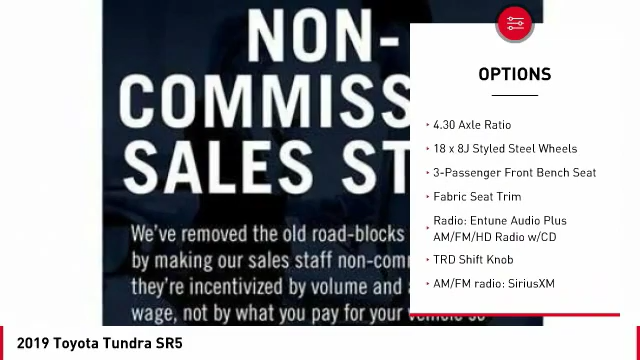 NON-
COMMISS
SALES ST
We've removed the old road-blocks
by making our sales staff non-comm
they're incentivized by volume and
wage, not by what you pay for your vehicle so
OPTIONS
4.30 Axle Ratio
18 x 8J Styled Steel Wheels
3-Passenger Front Bench Seat
Fabric Seat Trim
Radio: Entune Audio Plus
AM/FM/HD Radio w/CD
TRD Shift Knob
AM/FM radio: SiriusXM
2019 Toyota Tundra SR5